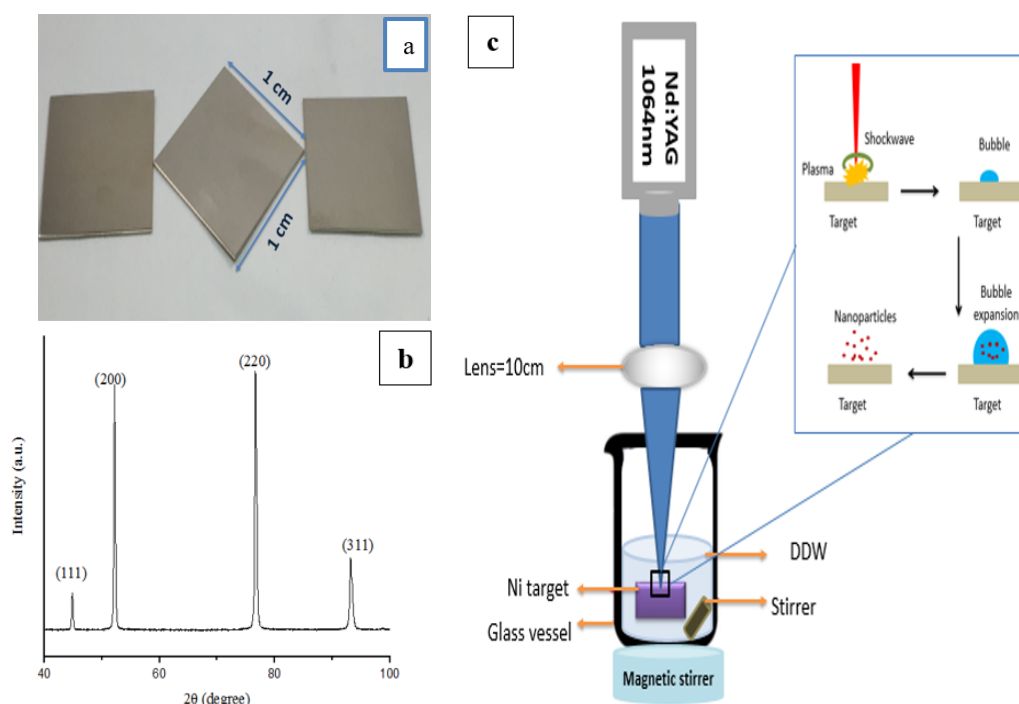 a
1 cm
1 cm
b
(111)
(200)
(220)
(311)
Intensity (a.u.)
40
60
80
100
2θ (degree)
c
Nd:YAG
1064nm
Lens=10cm
DDW
Ni target
Stirrer
Glass vessel
Magnetic stirrer
Shockwave
Plasma
Target
Bubble
Target
Bubble
expansion
Target
Nanoparticles
Target